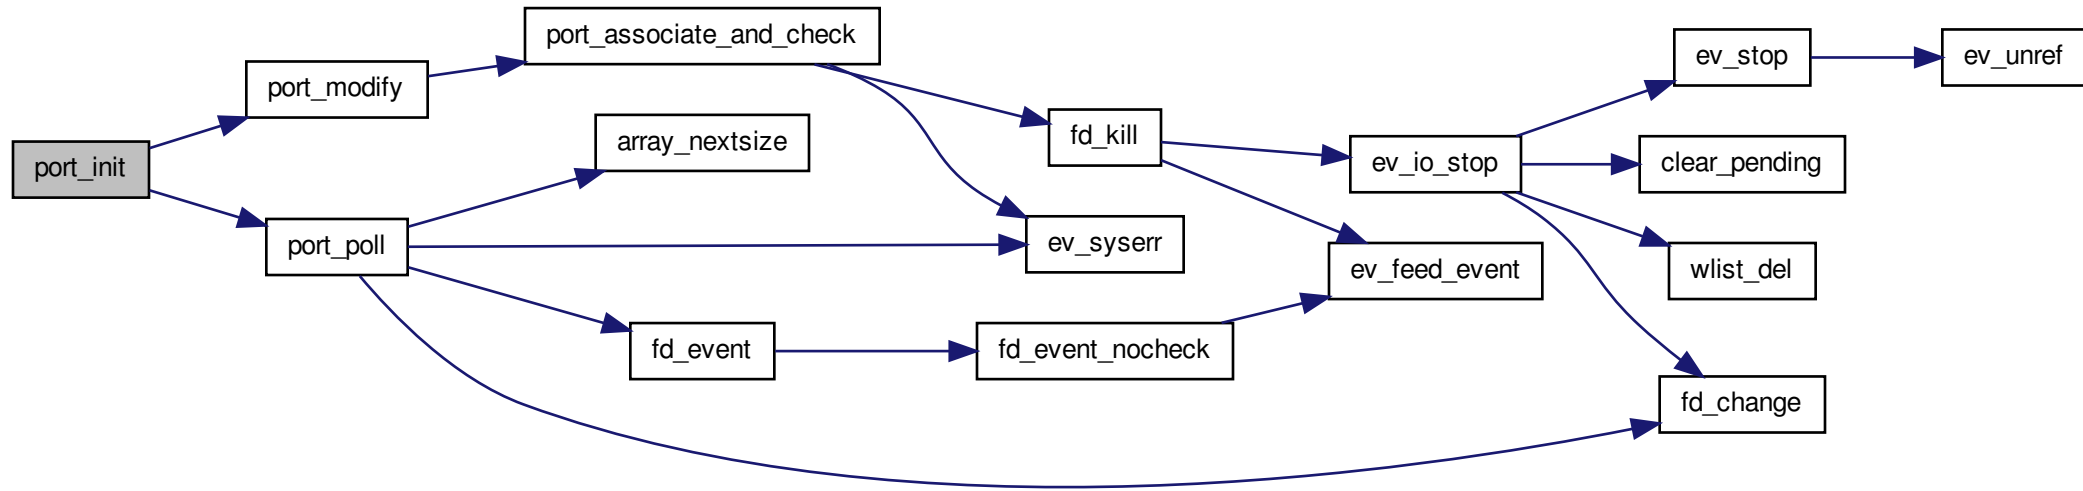 port_init
port_modify
port_poll
port_associate_and_check
array_nextsize
fd_event
fd_kill
ev_syserr
fd_event_nocheck
ev_io_stop
ev_feed_event
ev_stop
clear_pending
wlist_del
fd_change
ev_unref